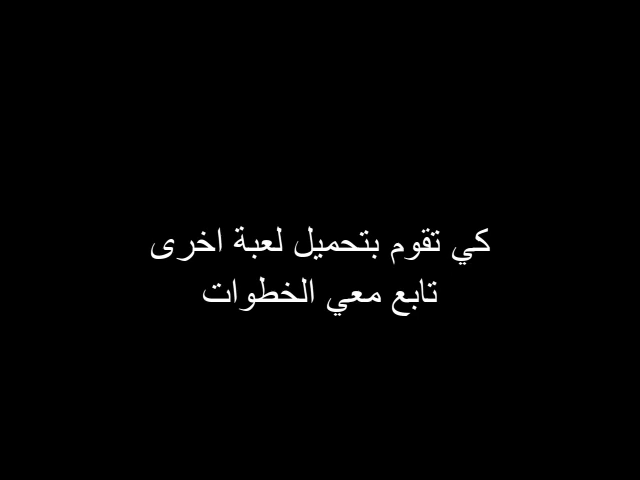 كي تقوم بتحميل لعبة اخرى
تابع معي الخطوات